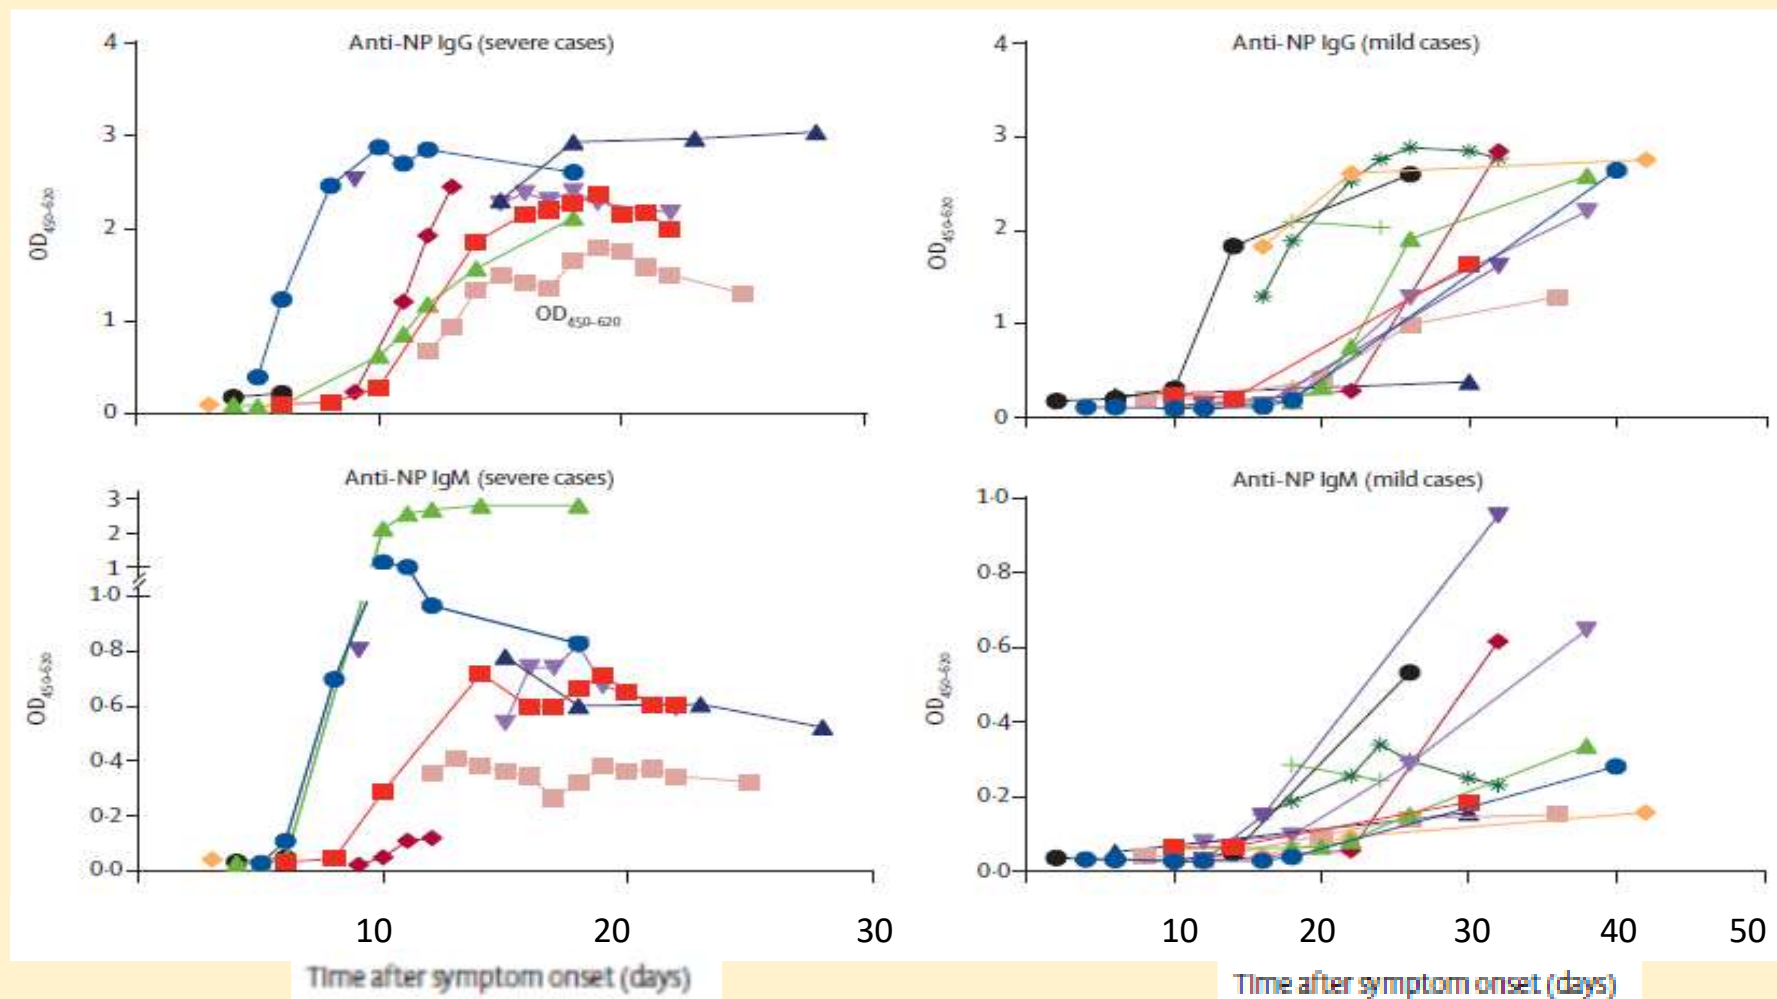 Anti-NP IgG (severe cases)
4
3
2
1
0
OD450–620
OD450–620
Anti-NP IgG (mild cases)
4
3
2
1
0
OD450–620
Anti-NP IgM (severe cases)
3
2
1
1·0
0·8
0·6
0·4
0·2
0·0
OD450–620
10 20 30
Time after symptom onset (days)
Anti-NP IgM (mild cases)
1·0
0·8
0·6
0·4
0·2
0·0
OD450–620
10 20 30 40 50
Time after symptom onset (days)